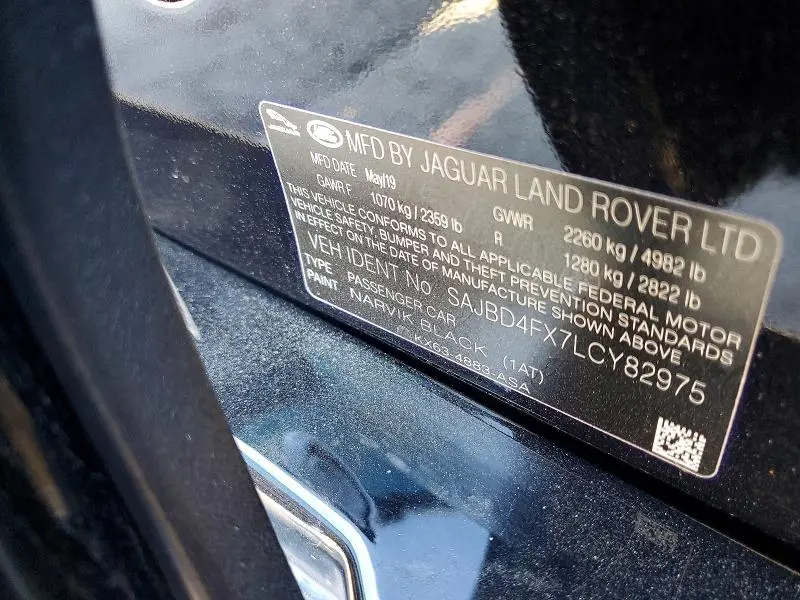 JAGUAR
MFD BY JAGUAR LAND ROVER LTD
MFD DATE May/19
GAWR F 1070 kg / 2359 lb GVWR 2260 kg / 4982 lb
R 1280 kg / 2822 lb
THIS VEHICLE CONFORMS TO ALL APPLICABLE FEDERAL MOTOR
VEHICLE SAFETY, BUMPER AND THEFT PREVENTION STANDARDS
IN EFFECT ON THE DATE OF MANUFACTURE SHOWN ABOVE
VEH IDENT No SAJBD4FX7LCY82975
TYPE PASSENGER CAR
PAINT NARVIK BLACK (1AT)
KX63-4883-ASA